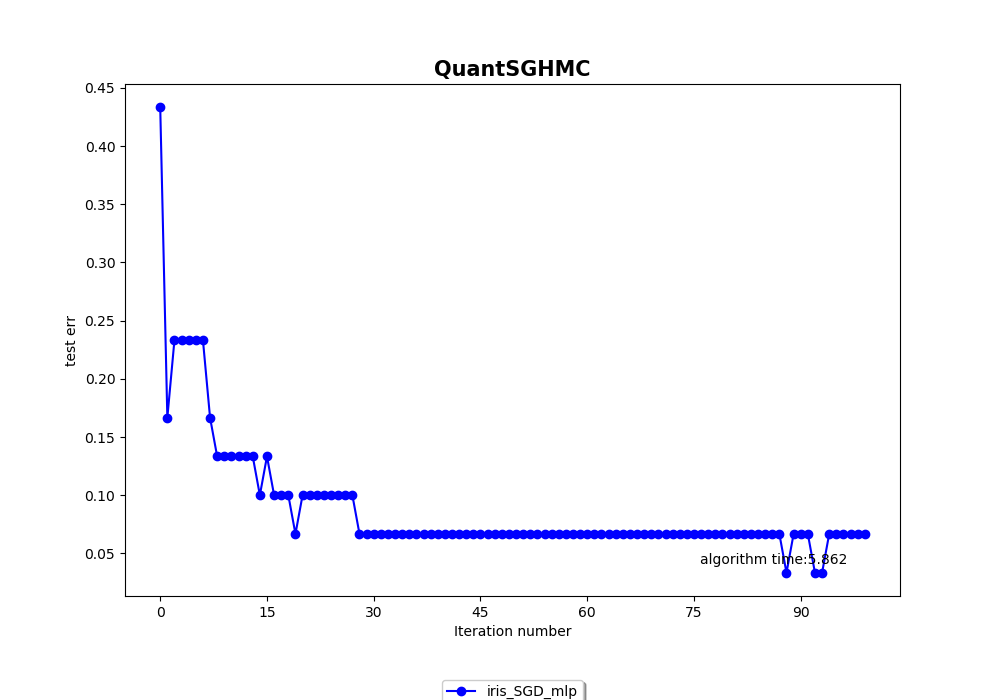 QuantSGHMC
0.45
0.40
0.35
0.30
0.25
0.20
0.15
0.10
0.05
test err
algorithm time:5.862
0 15 30 45 60 75 90
Iteration number
iris_SGD_mlp